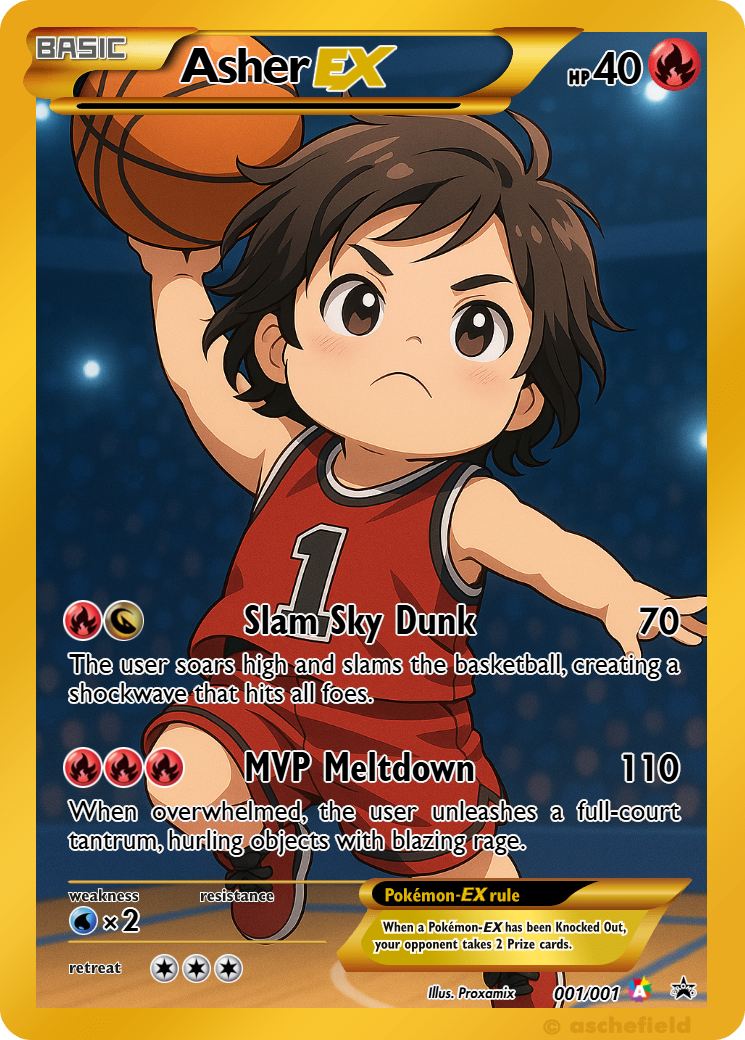 BASIC
Asher EX
HP 40
1
Slam Sky Dunk 70
The user soars high and slams the basketball, creating a
shockwave that hits all foes.
MVP Meltdown 110
When overwhelmed, the user unleashes a full-court
tantrum, hurling objects with blazing rage.
weakness resistance
×2
Pokémon-EX rule
When a Pokémon-EX has been Knocked Out,
your opponent takes 2 Prize cards.
retreat
Illus. Proxamix 001/001 A
© aschefield